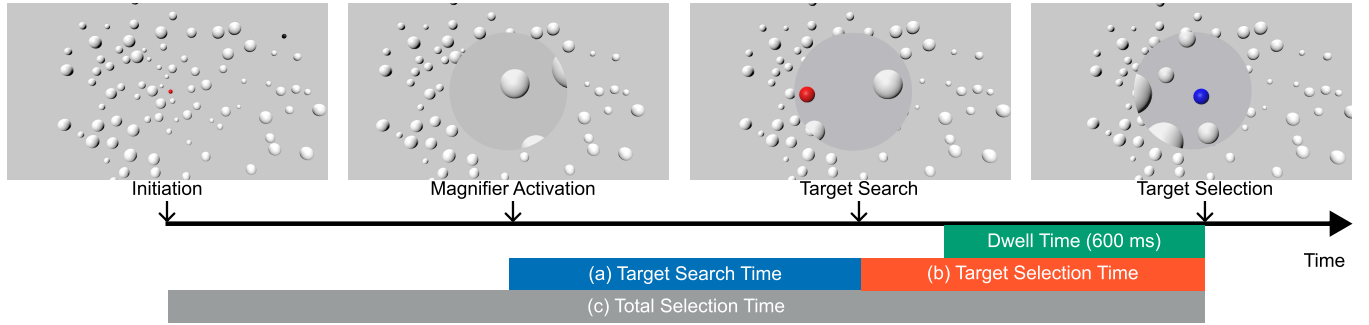 Initiation
Magnifier Activation
Target Search
Target Selection
Dwell Time (600 ms)
Time
(a) Target Search Time
(b) Target Selection Time
(c) Total Selection Time